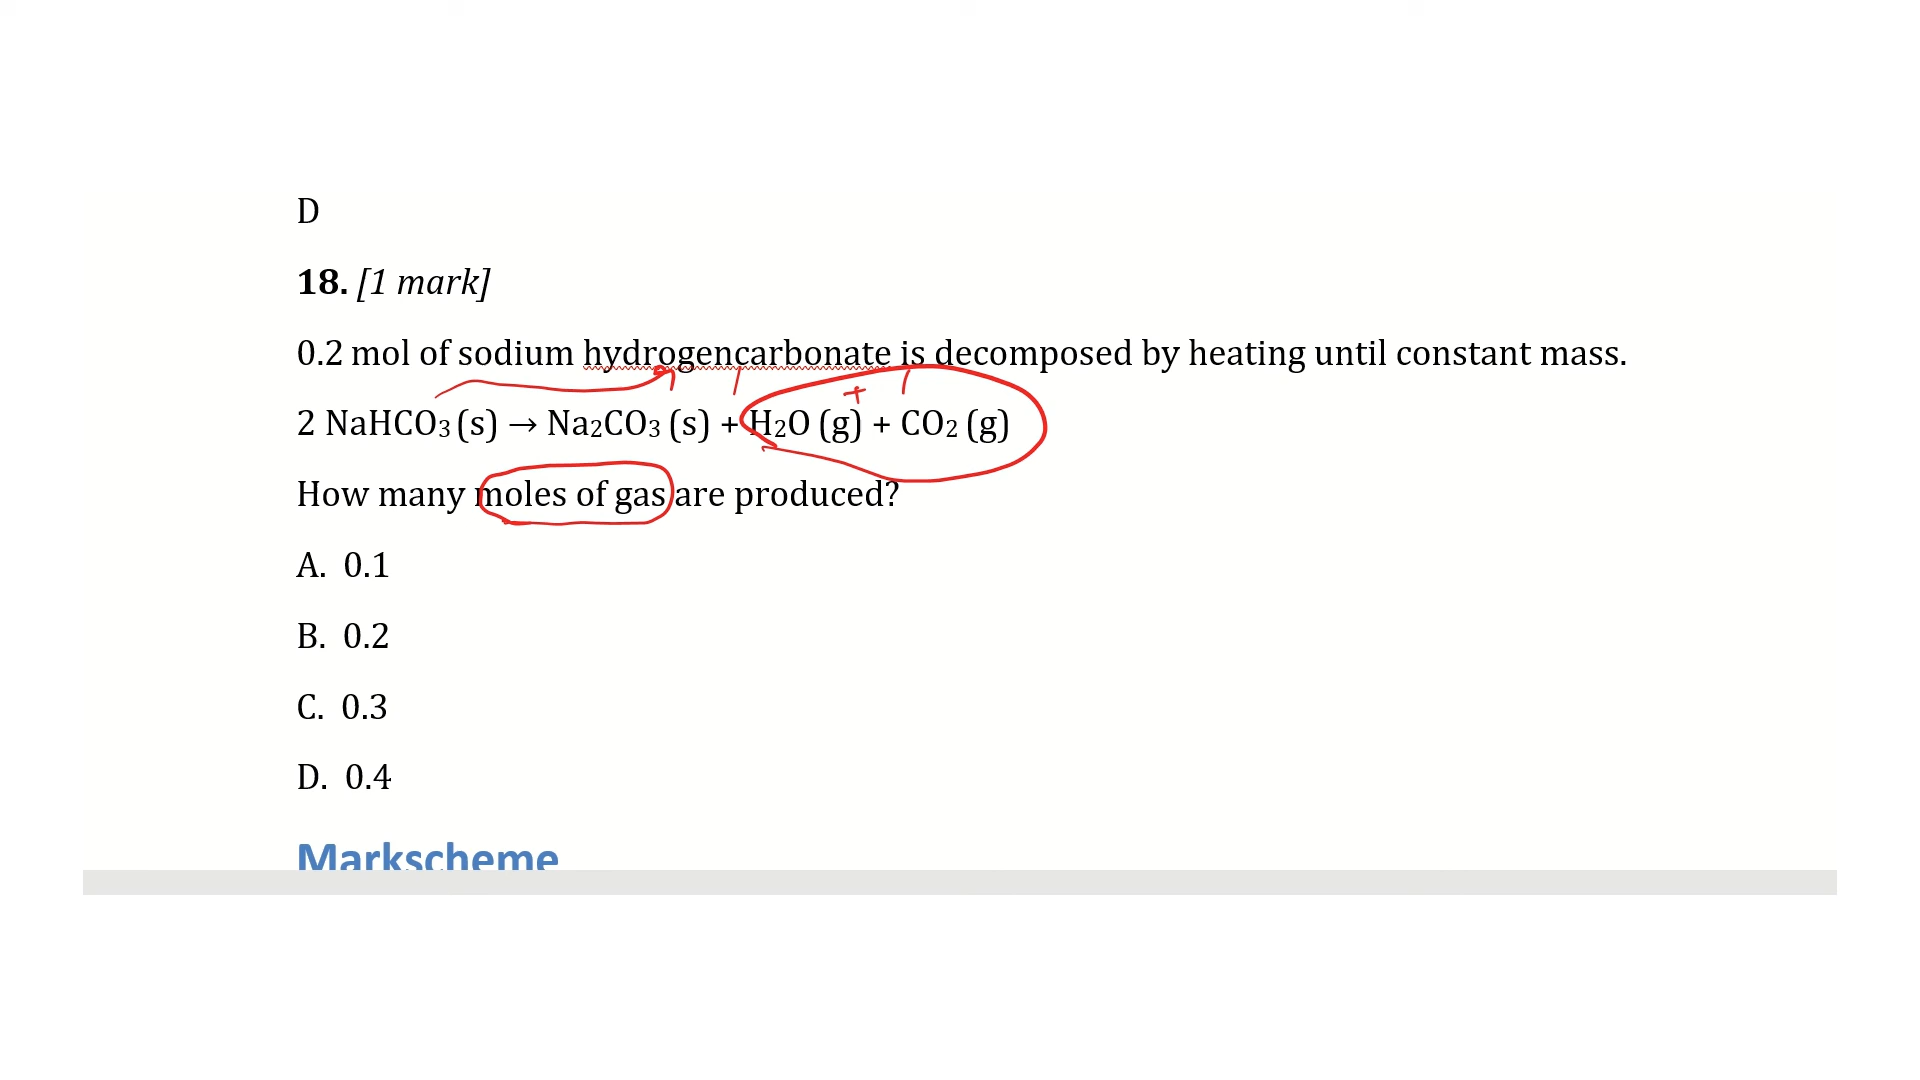 D
18. [1 mark]
0.2 mol of sodium hydrogencarbonate is decomposed by heating until constant mass.
2 NaHCO₃ (s) → Na₂CO₃ (s) + H₂O (g) + CO₂ (g)
How many moles of gas are produced?
A. 0.1
B. 0.2
C. 0.3
D. 0.4
Markscheme